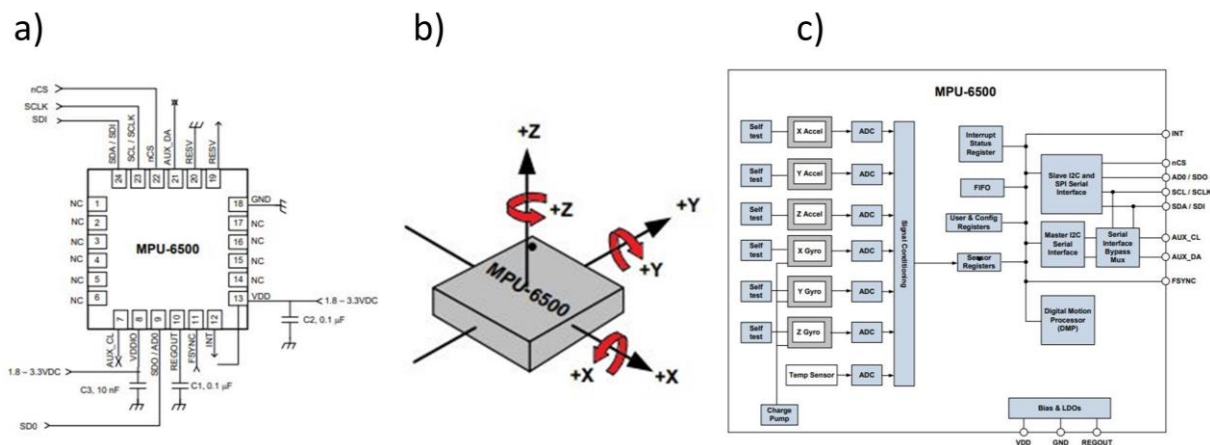 a)
b)
c)
nCS
SCLK
SDI
SDA / SDI
SCL / SCLK
nCS
AUX_DA
RESV
RESV
24
23
22
21
20
19
NC 1
NC 2
NC 3
NC 4
NC 5
NC 6
MPU-6500
18 GND
17 NC
16 NC
15 NC
14 NC
13 VDD
1.8 – 3.3VDC
C2, 0.1 µF
7
8
9
10
11
12
AUX_CL
VDDIO
SDO / AD0
REGOUT
FSYNC
INT
1.8 – 3.3VDC
C3, 10 nF
C1, 0.1 µF
SD0
+Z
+Z
+Y
+Y
MPU-6500
+X
+X
MPU-6500
Self test
X Accel
ADC
Self test
Y Accel
ADC
Self test
Z Accel
ADC
Self test
X Gyro
ADC
Self test
Y Gyro
ADC
Self test
Z Gyro
ADC
Temp Sensor
ADC
Charge
Pump
Signal Conditioning
Interrupt
Status
Register
FIFO
User & Config
Registers
Sensor
Registers
Slave I2C and
SPI Serial
Interface
Master I2C
Serial
Interface
Serial
Interface
Bypass
Mux
Digital Motion
Processor
(DMP)
INT
nCS
AD0 / SDO
SCL / SCLK
SDA / SDI
AUX_CL
AUX_DA
FSYNC
Bias & LDOs
VDD
GND
REGOUT